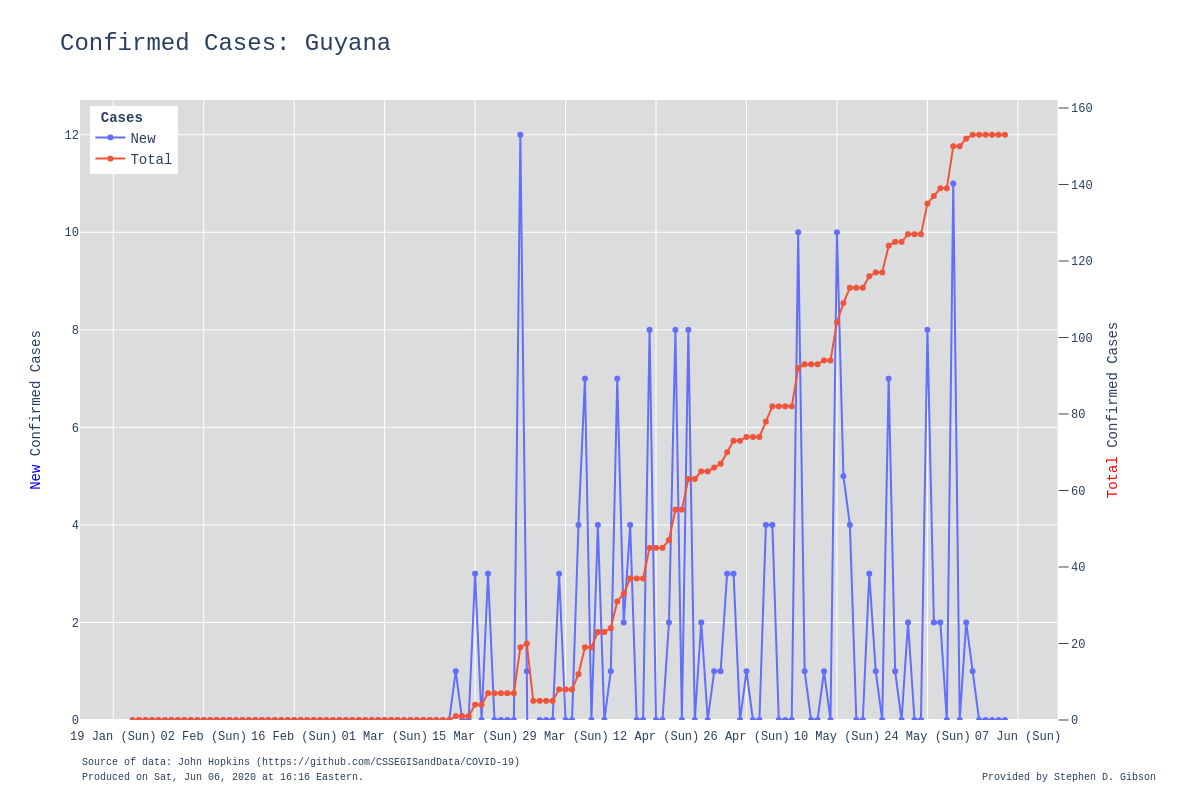 Confirmed Cases: Guyana
Cases
New
Total
12
10
8
6
4
2
0
160
140
120
100
80
60
40
20
0
New Confirmed Cases
Total Confirmed Cases
19 Jan (Sun) 02 Feb (Sun) 16 Feb (Sun) 01 Mar (Sun) 15 Mar (Sun) 29 Mar (Sun) 12 Apr (Sun) 26 Apr (Sun) 10 May (Sun) 24 May (Sun) 07 Jun (Sun)
Source of data: John Hopkins (https://github.com/CSSEGISandData/COVID-19)
Produced on Sat, Jun 06, 2020 at 16:16 Eastern.
Provided by Stephen D. Gibson